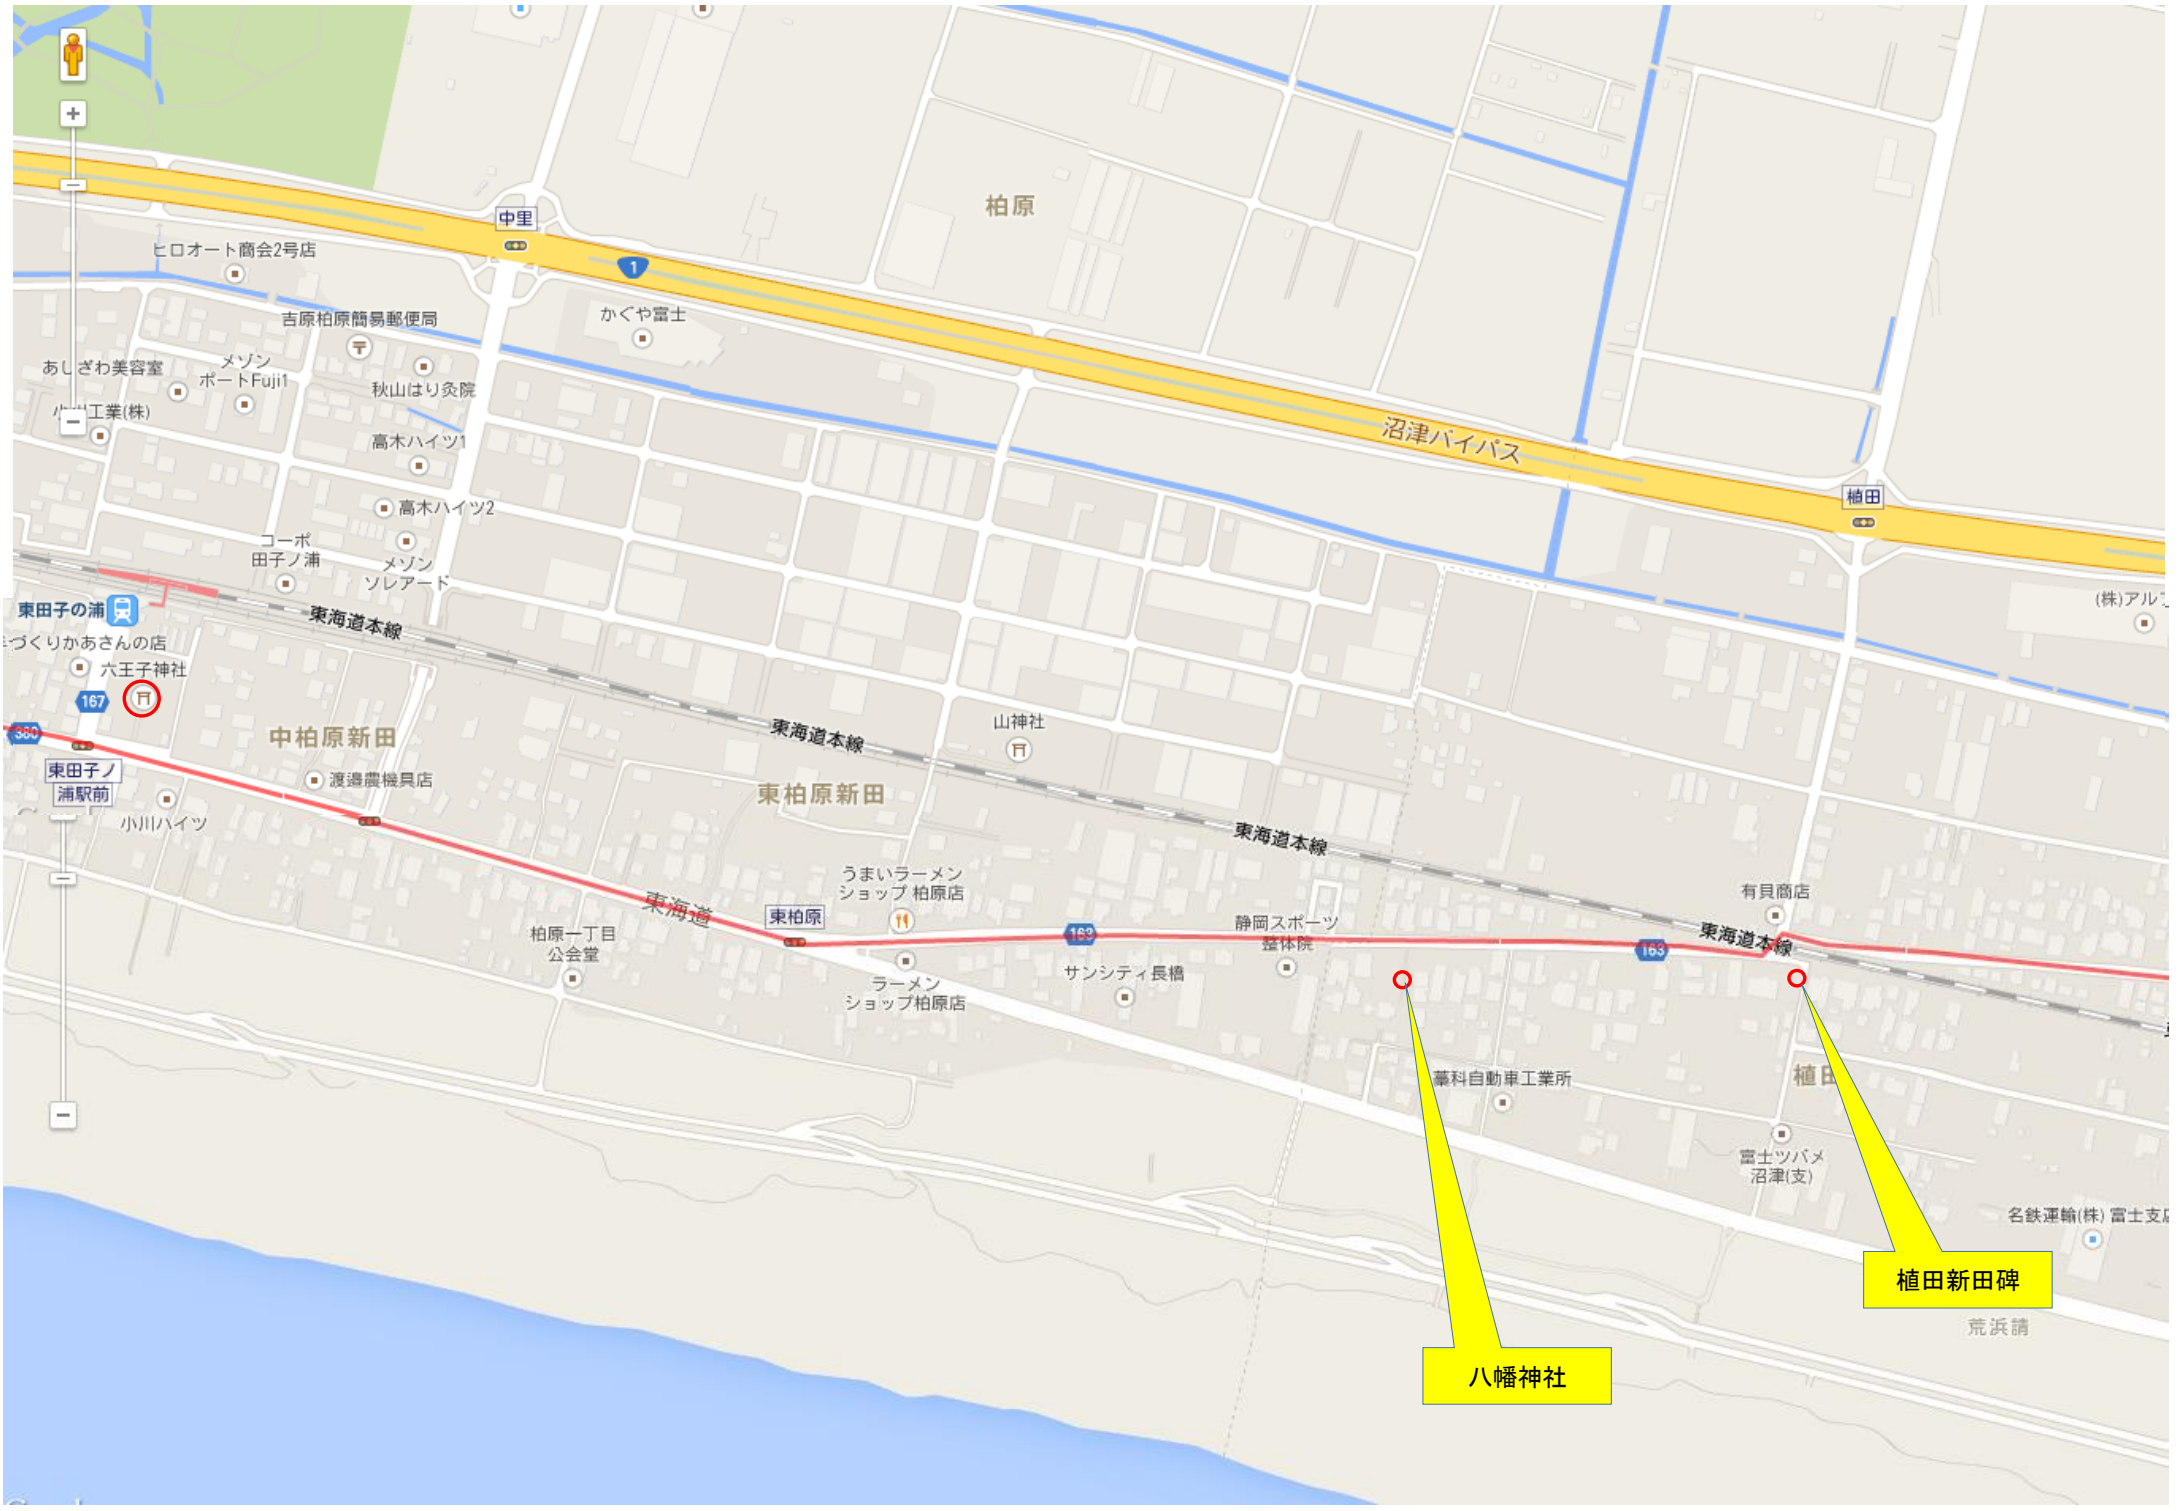 柏原
中里
1
ヒロオート商会2号店
かぐや富士
吉原柏原簡易郵便局
メゾン
ポートFuji1
あしざわ美容室
秋山はり灸院
工業(株)
高木ハイツ1
沼津バイパス
高木ハイツ2
植田
コーポ
田子ノ浦
メゾン
ソレアード
東田子の浦
東海道本線
(株)アルフ
づくりかあさんの店
六王子神社
167
380
中柏原新田
東海道本線
山神社
東田子ノ
浦駅前
渡邉農機具店
東柏原新田
小川ハイツ
東海道本線
うまいラーメン
ショップ 柏原店
有貝商店
東海道
東柏原
163
静岡スポーツ
整体院
163
東海道本線
柏原一丁目
公会堂
サンシティ長橋
ラーメン
ショップ柏原店
藁科自動車工業所
植田
富士ツバメ
沼津(支)
名鉄運輸(株) 富士支店
植田新田碑
荒浜請
八幡神社